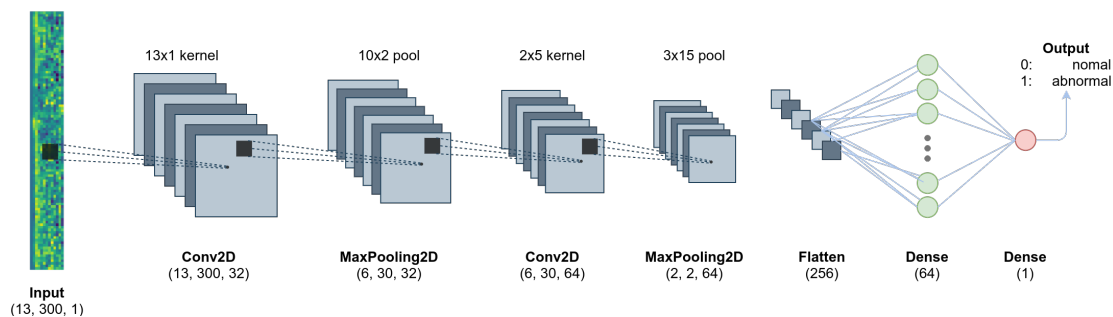 13x1 kernel
10x2 pool
2x5 kernel
3x15 pool
Output
0: nomal
1: abnormal
Conv2D
(13, 300, 32)
MaxPooling2D
(6, 30, 32)
Conv2D
(6, 30, 64)
MaxPooling2D
(2, 2, 64)
Flatten
(256)
Dense
(64)
Dense
(1)
Input
(13, 300, 1)